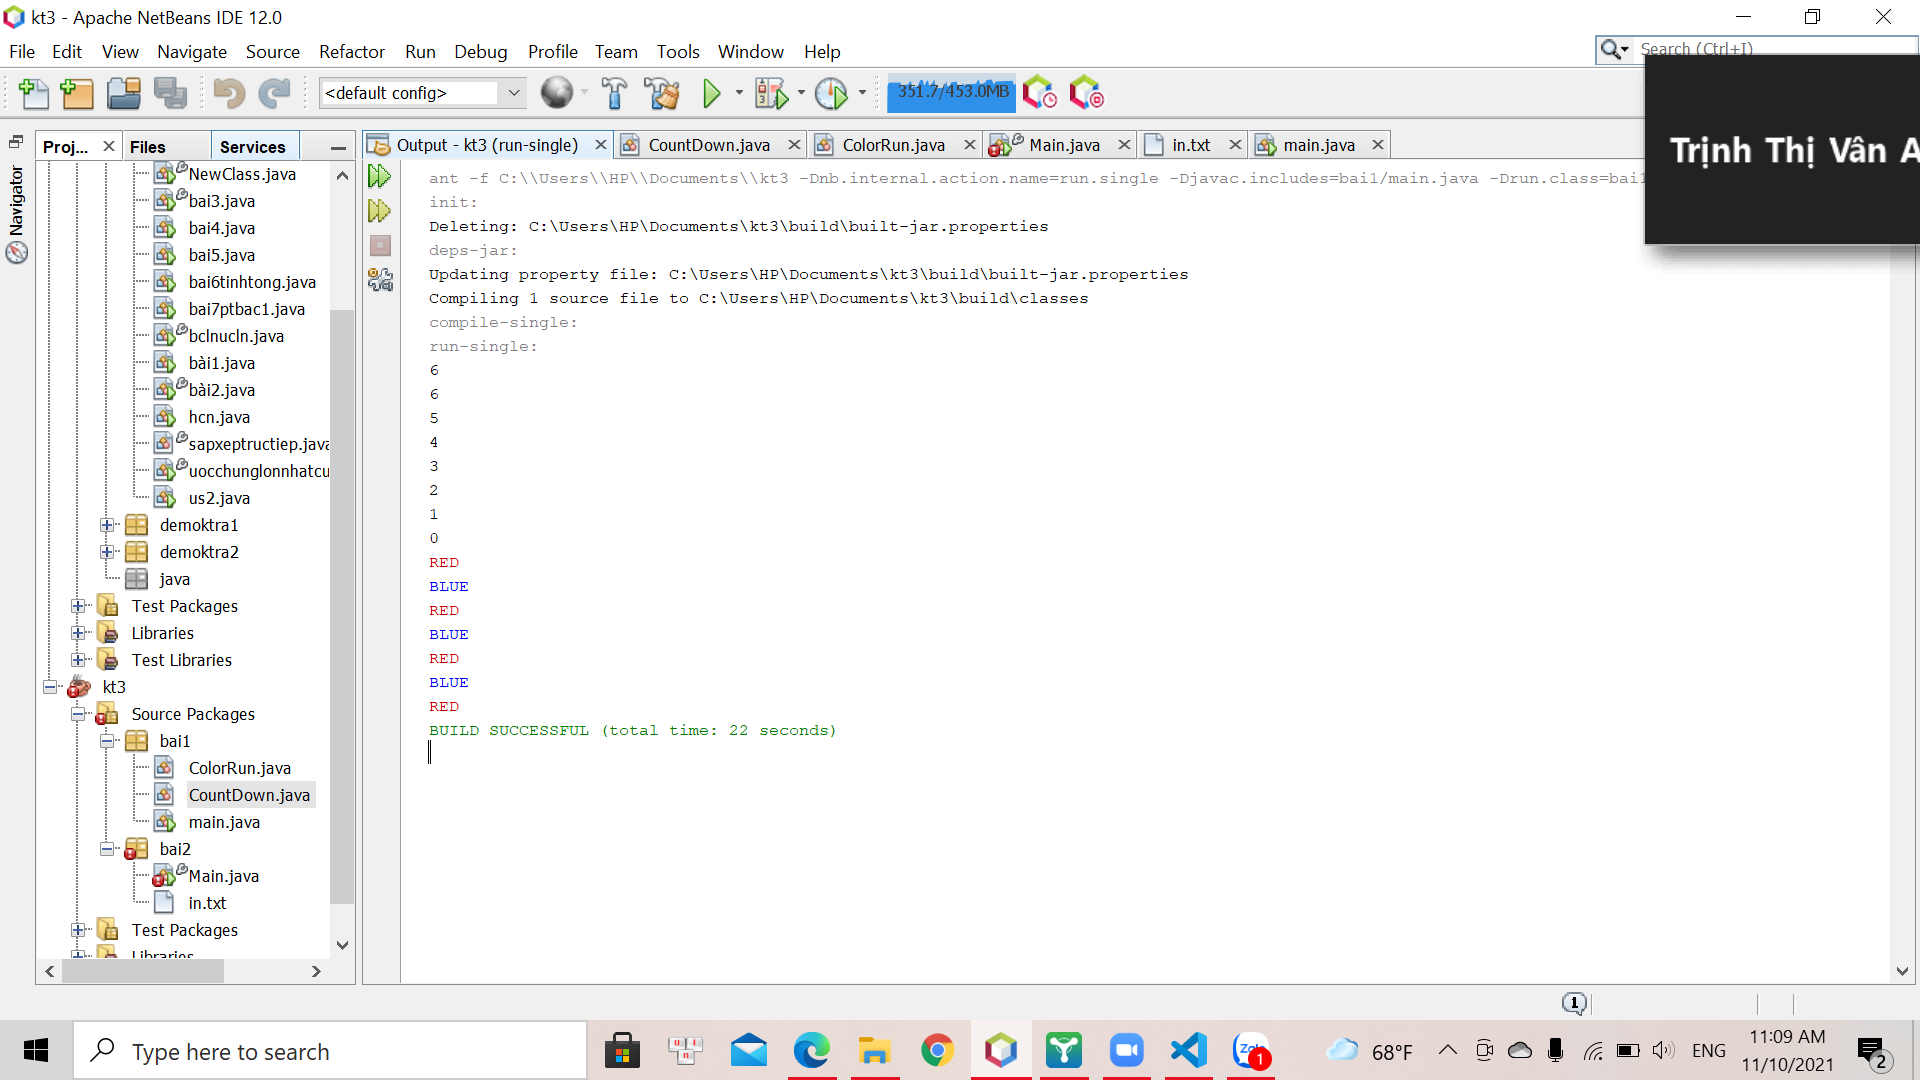 kt3 - Apache NetBeans IDE 12.0
File Edit View Navigate Source Refactor Run Debug Profile Team Tools Window Help
Search (Ctrl+I)
<default config>
351.7/453.0MB
Trịnh Thị Vân A
Proj... Files Services
Output - kt3 (run-single) CountDown.java ColorRun.java Main.java in.txt main.java
Navigator
NewClass.java
bai3.java
bai4.java
bai5.java
bai6tinhtong.java
bai7ptbac1.java
bclnucln.java
bài1.java
bài2.java
hcn.java
sapxeptructiep.java
uocchunglonnhatcu
us2.java
demoktra1
demoktra2
java
Test Packages
Libraries
Test Libraries
kt3
Source Packages
bai1
ColorRun.java
CountDown.java
main.java
bai2
Main.java
in.txt
Test Packages
Libraries
ant -f C:\\Users\\HP\\Documents\\kt3 -Dnb.internal.action.name=run.single -Djavac.includes=bai1/main.java -Drun.class=bai1
init:
Deleting: C:\Users\HP\Documents\kt3\build\built-jar.properties
deps-jar:
Updating property file: C:\Users\HP\Documents\kt3\build\built-jar.properties
Compiling 1 source file to C:\Users\HP\Documents\kt3\build\classes
compile-single:
run-single:
6
6
5
4
3
2
1
0
RED
BLUE
RED
BLUE
RED
BLUE
RED
BUILD SUCCESSFUL (total time: 22 seconds)
Type here to search
Zalo
1
68°F
ENG
11:09 AM
11/10/2021
2